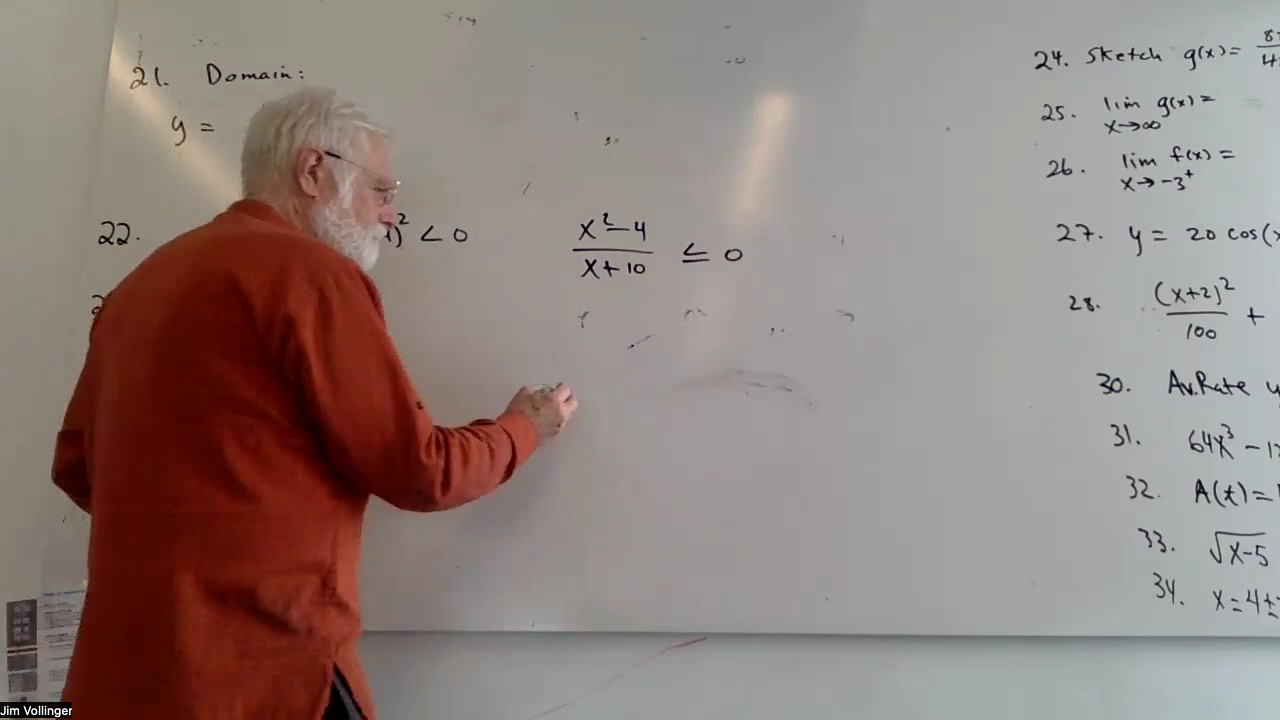 21. Domain:
y =
22. )² < 0
x²-4
x+10 ≤ 0
24. Sketch g(x)=
25. lim g(x) =
x→∞
26. lim f(x) =
x→-3⁺
27. y = 20 cos(x
28. (x+2)²
100 +
30. Av.Rate
31. 64x³ - 1
32. A(t)=
33. √x-5
34. x=4±
Jim Vollinger